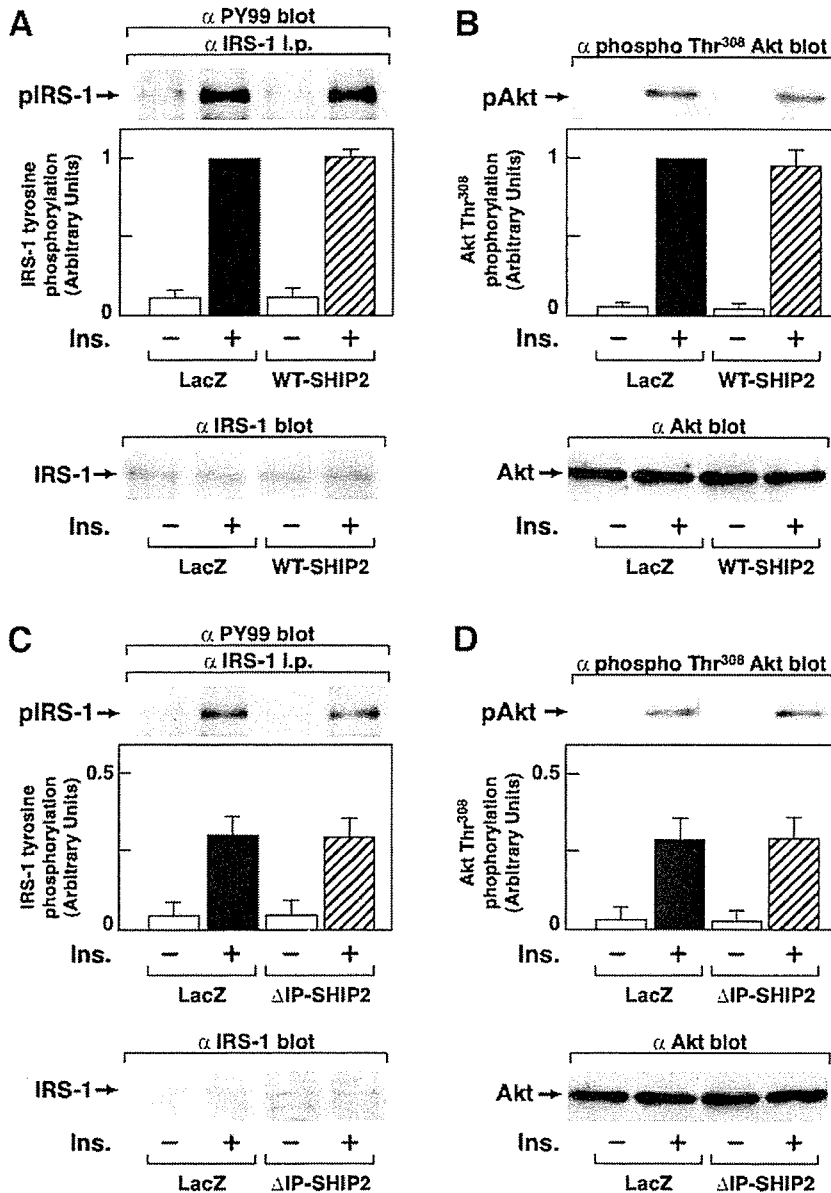 A
α PY99 blot
α IRS-1 I.p.
pIRS-1→
IRS-1 tyrosine
phosphorylation
(Arbitrary Units)
1
0
Ins. − + − +
LacZ WT-SHIP2
α IRS-1 blot
IRS-1→
Ins. − + − +
LacZ WT-SHIP2
B
α phospho Thr308 Akt blot
pAkt→
Akt Thr308
phophorylation
(Arbitrary Units)
1
0
Ins. − + − +
LacZ WT-SHIP2
α Akt blot
Akt→
Ins. − + − +
LacZ WT-SHIP2
C
α PY99 blot
α IRS-1 I.p.
pIRS-1→
IRS-1 tyrosine
phosphorylation
(Arbitrary Units)
0.5
0
Ins. − + − +
LacZ ΔIP-SHIP2
α IRS-1 blot
IRS-1→
Ins. − + − +
LacZ ΔIP-SHIP2
D
α phospho Thr308 Akt blot
pAkt→
Akt Thr308
phophorylation
(Arbitrary Units)
0.5
0
Ins. − + − +
LacZ ΔIP-SHIP2
α Akt blot
Akt→
Ins. − + − +
LacZ ΔIP-SHIP2